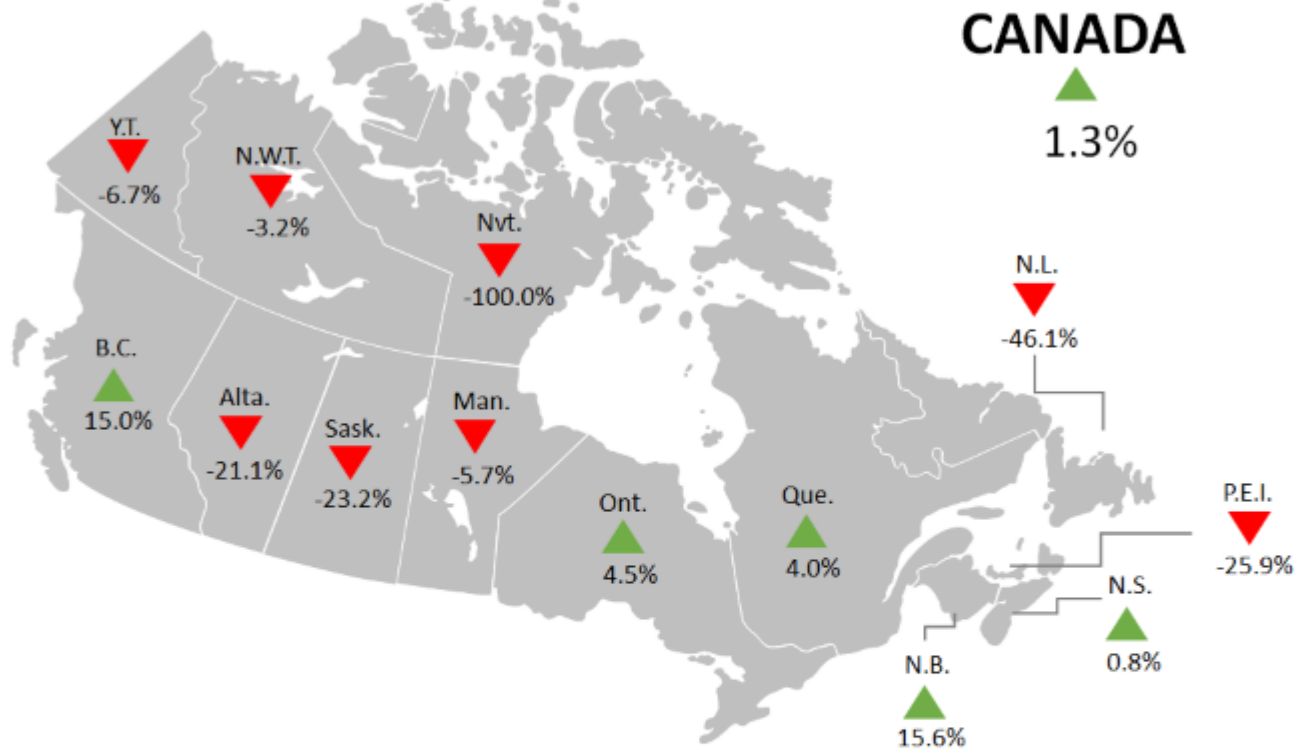 CANADA
1.3%
Y.T.
-6.7%
N.W.T.
-3.2%
Nvt.
-100.0%
N.L.
-46.1%
B.C.
15.0%
Alta.
-21.1%
Sask.
-23.2%
Man.
-5.7%
Ont.
4.5%
Que.
4.0%
P.E.I.
-25.9%
N.S.
0.8%
N.B.
15.6%